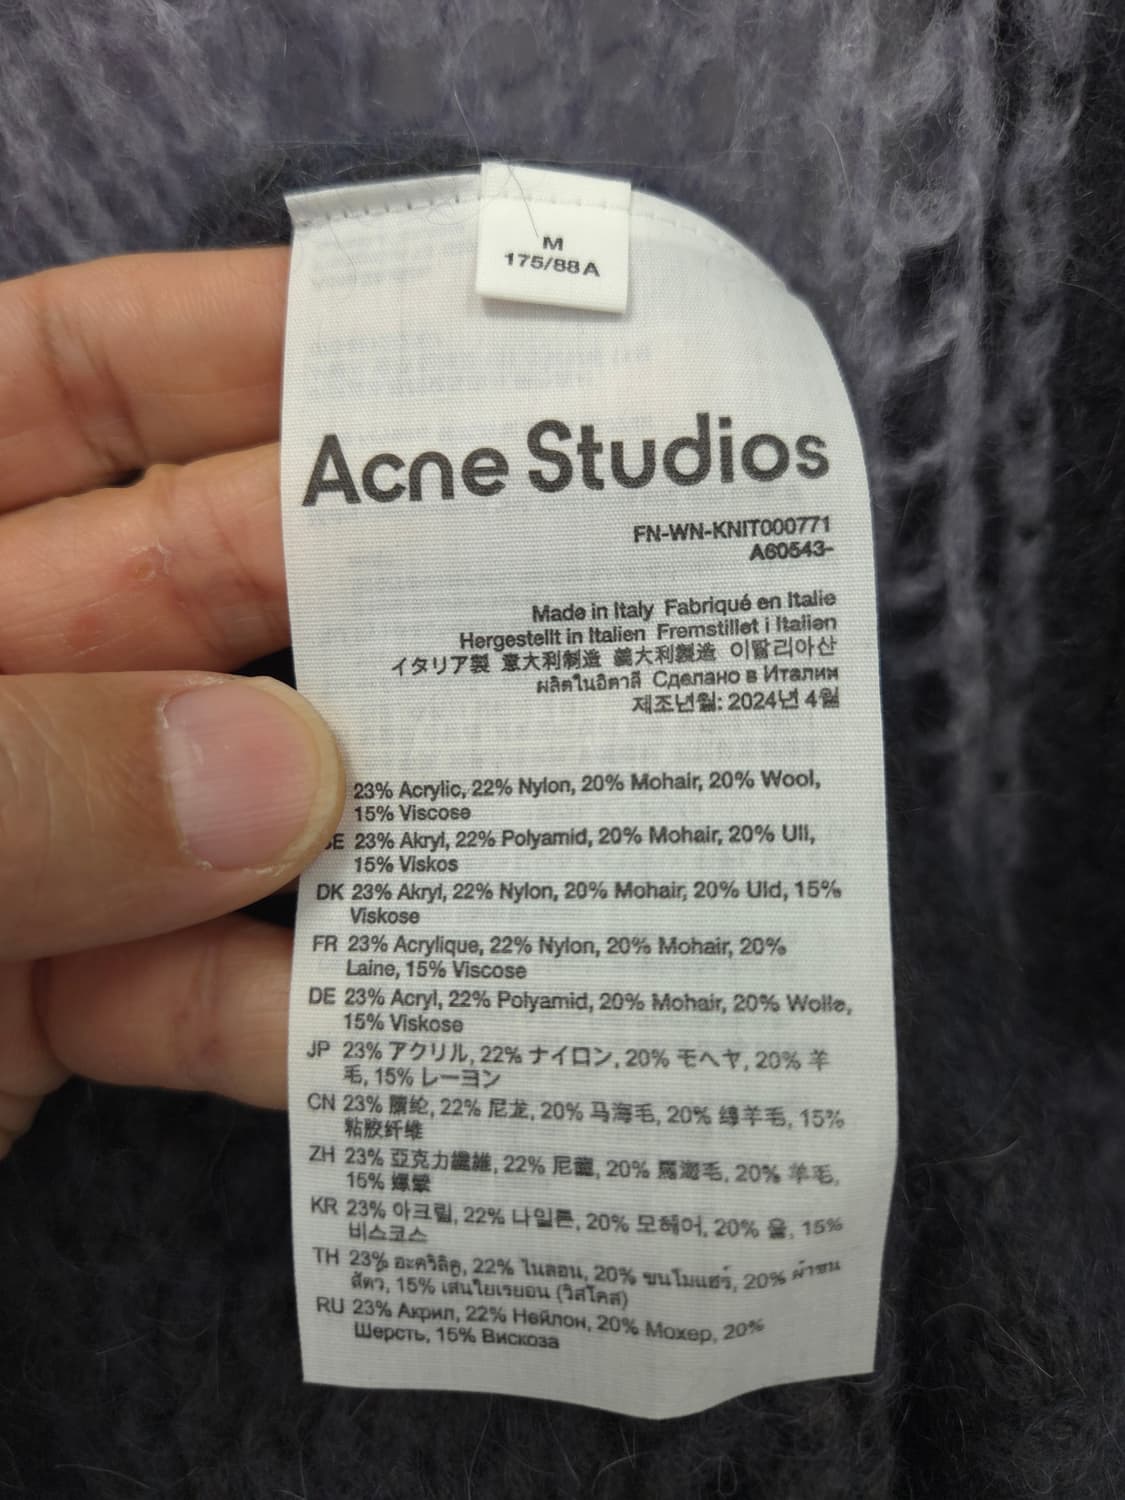 M
175/88A
Acne Studios
FN-WN-KNIT000771
A60543-
Made in Italy Fabriqué en Italie
Hergestellt in Italien Fremstillet i Italien
イタリア製 意大利制造 義大利製造 이탈리아산
ผลิตในอิตาลี Сделано в Италии
제조년월: 2024년 4월
23% Acrylic, 22% Nylon, 20% Mohair, 20% Wool,
15% Viscose
SE 23% Akryl, 22% Polyamid, 20% Mohair, 20% Ull,
15% Viskos
DK 23% Akryl, 22% Nylon, 20% Mohair, 20% Uld, 15%
Viskose
FR 23% Acrylique, 22% Nylon, 20% Mohair, 20%
Laine, 15% Viscose
DE 23% Acryl, 22% Polyamid, 20% Mohair, 20% Wolle,
15% Viskose
JP 23% アクリル, 22% ナイロン, 20% モヘヤ, 20% 羊
毛, 15% レーヨン
CN 23% 腈纶, 22% 尼龙, 20% 马海毛, 20% 绵羊毛, 15%
粘胶纤维
ZH 23% 亞克力纖維, 22% 尼龍, 20% 馬海毛, 20% 羊毛,
15% 嫘縈
KR 23% 아크릴, 22% 나일론, 20% 모헤어, 20% 울, 15%
비스코스
TH 23% อะคริลิค, 22% ไนลอน, 20% ขนโมแฮร์, 20% ผ้าขน
สัตว์, 15% เส้นใยเรยอน (วิสโคส)
RU 23% Акрил, 22% Нейлон, 20% Мохер, 20%
Шерсть, 15% Вискоза